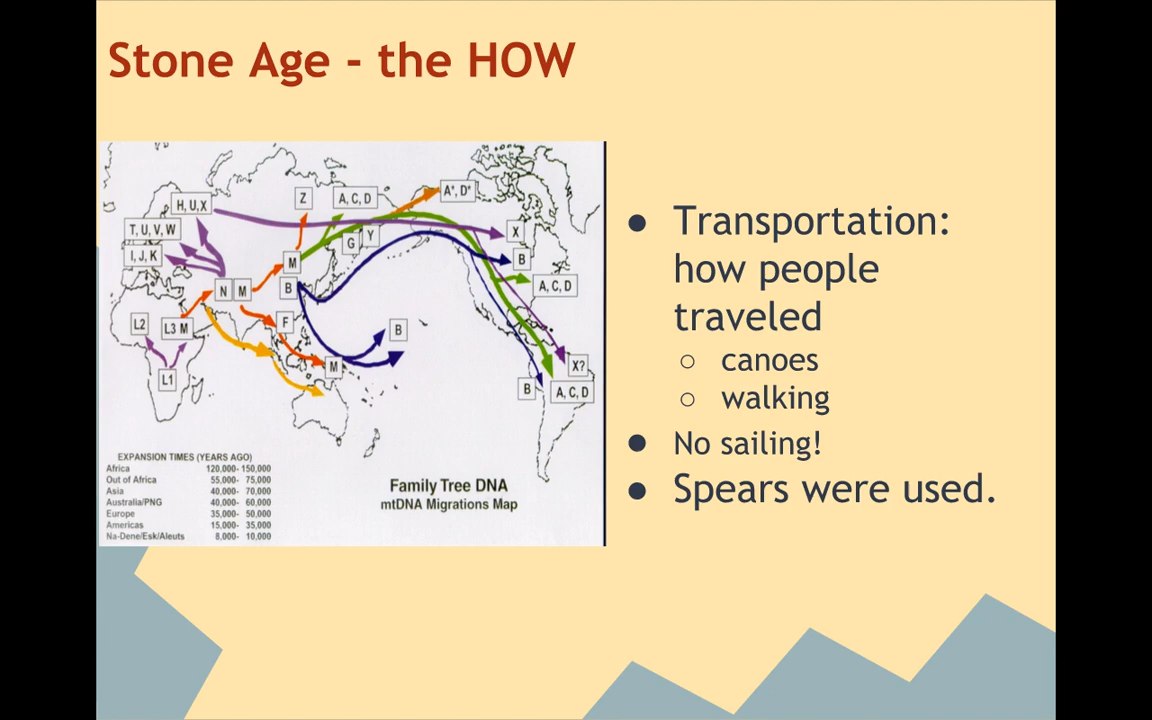 Stone Age - the HOW
H, U,X
Z
A, C, D
A*, D*
T, U, V, W
G
Y
X
I, J, K
M
B
N
M
B
A, C, D
L2
L3 M
F
B
L1
M
X?
B
A, C, D
EXPANSION TIMES (YEARS AGO)
Africa 120,000- 150,000
Out of Africa 55,000- 75,000
Asia 40,000- 70,000
Australia/PNG 40,000- 60,000
Europe 35,000- 50,000
Americas 15,000- 35,000
Na-Dene/Esk/Aleuts 8,000- 10,000
Family Tree DNA
mtDNA Migrations Map
● Transportation:
how people
traveled
○ canoes
○ walking
● No sailing!
● Spears were used.